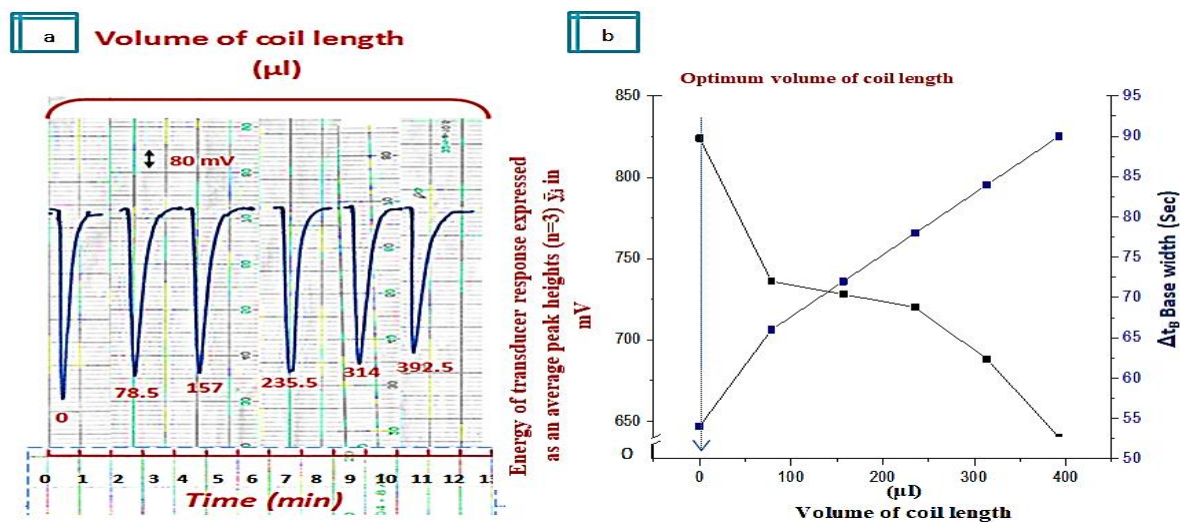 a
Volume of coil length
(µl)
80 mV
0
78.5
157
235.5
314
392.5
0 1 2 3 4 5 6 7 8 9 10 11 12 1
Time (min)
b
Optimum volume of coil length
Energy of transducer response expressed
as an average peak heights (n=3) ȳᵢ in
mV
850
800
750
700
650
O
95
90
85
80
75
70
65
60
55
50
Δt_B Base width (Sec)
0 100 200 300 400
(µl)
Volume of coil length